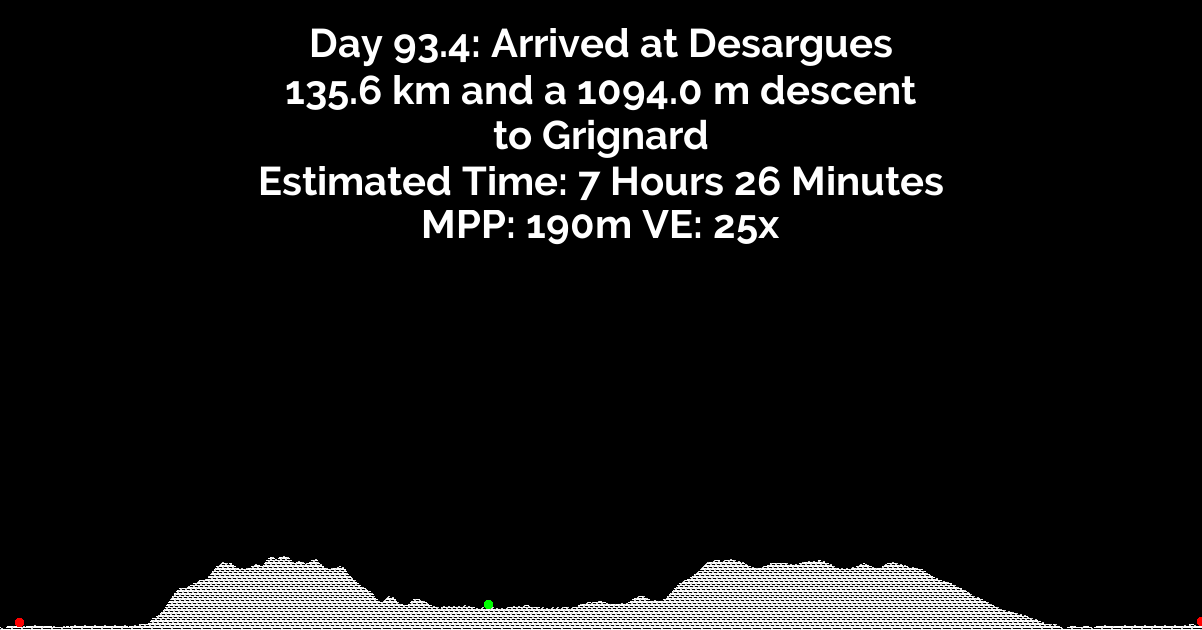 Day 93.4: Arrived at Desargues
135.6 km and a 1094.0 m descent
to Grignard
Estimated Time: 7 Hours 26 Minutes
MPP: 190m VE: 25x